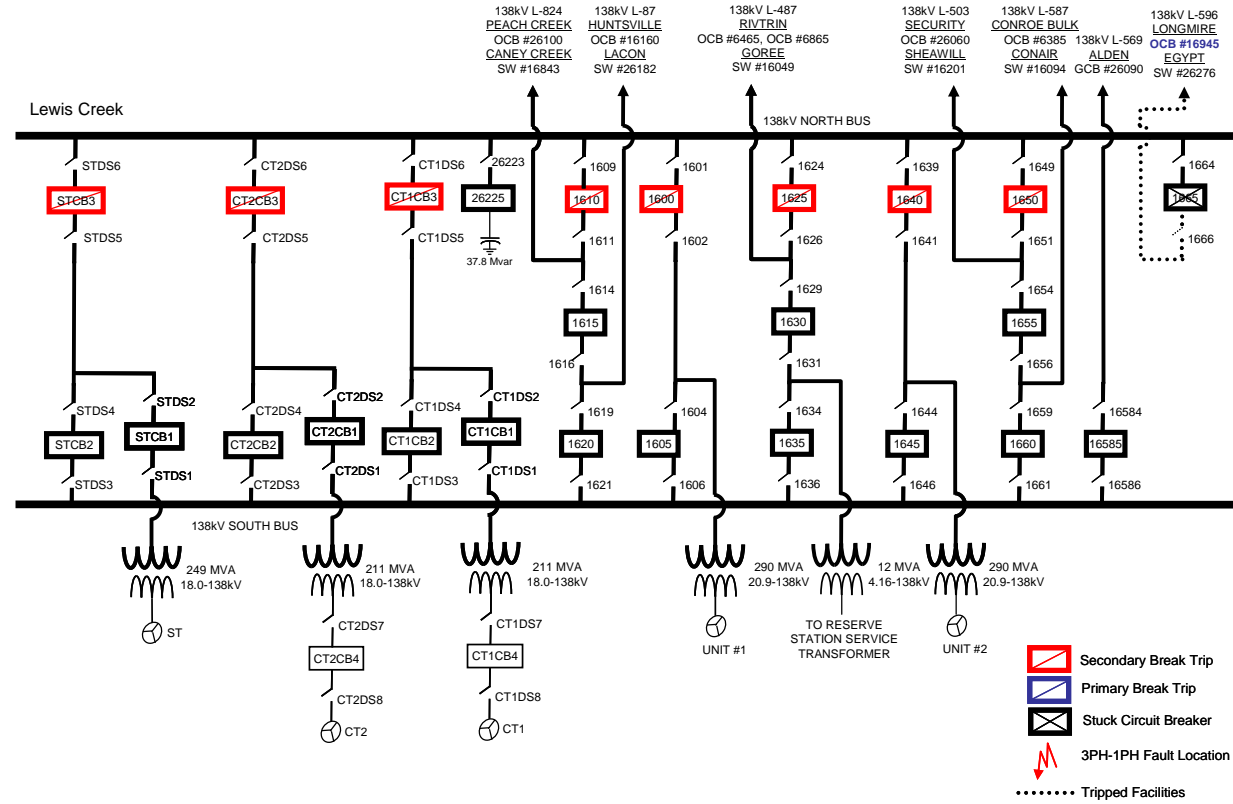 138kV L-824
PEACH CREEK
OCB #26100
CANEY CREEK
SW #16843
138kV L-87
HUNTSVILLE
OCB #16160
LACON
SW #26182
138kV L-487
RIVTRIN
OCB #6465, OCB #6865
GOREE
SW #16049
138kV L-503
SECURITY
OCB #26060
SHEAWILL
SW #16201
138kV L-587
CONROE BULK
OCB #6385
CONAIR
SW #16094
138kV L-569
ALDEN
GCB #26090
138kV L-596
LONGMIRE
OCB #16945
EGYPT
SW #26276
Lewis Creek
138kV NORTH BUS
STDS6
CT2DS6
CT1DS6
26223
1609
1601
1624
1639
1649
1664
STCB3
CT2CB3
CT1CB3
26225
1610
1600
1625
1640
1650
1665
STDS5
CT2DS5
CT1DS5
1611
1602
1626
1641
1651
1666
37.8 Mvar
1614
1629
1654
1615
1630
1655
1616
1631
1656
STDS2
CT2DS2
CT1DS2
STDS4
CT2DS4
CT1DS4
1619
1604
1634
1644
1659
16584
STCB2
STCB1
CT2CB2
CT2CB1
CT1CB2
CT1CB1
1620
1605
1635
1645
1660
16585
STDS3
STDS1
CT2DS3
CT2DS1
CT1DS3
CT1DS1
1621
1606
1636
1646
1661
16586
138kV SOUTH BUS
249 MVA
18.0-138kV
211 MVA
18.0-138kV
211 MVA
18.0-138kV
290 MVA
20.9-138kV
12 MVA
4.16-138kV
290 MVA
20.9-138kV
ST
CT2DS7
CT1DS7
TO RESERVE
STATION SERVICE
TRANSFORMER
UNIT #1
UNIT #2
CT2CB4
CT1CB4
CT2DS8
CT1DS8
CT2
CT1
Secondary Break Trip
Primary Break Trip
Stuck Circuit Breaker
3PH-1PH Fault Location
Tripped Facilities